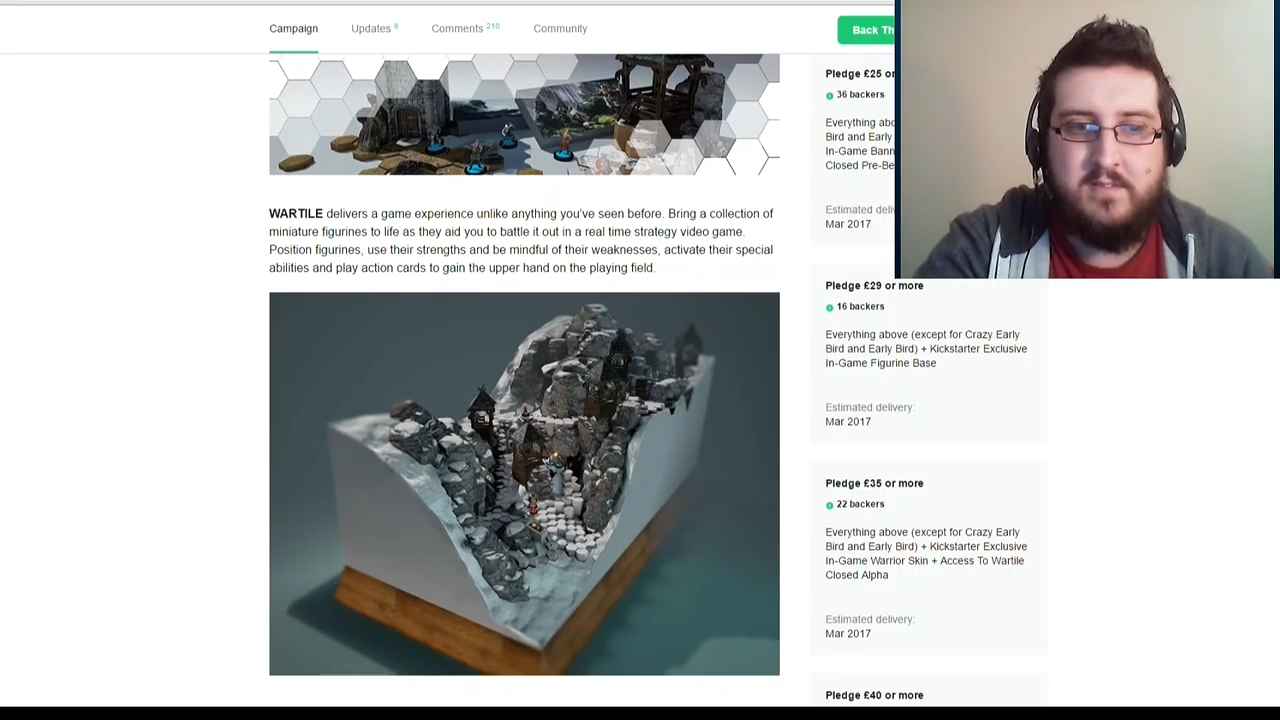 Campaign
Updates 8
Comments 210
Community
Back Th
WARTILE delivers a game experience unlike anything you've seen before. Bring a collection of
miniature figurines to life as they aid you to battle it out in a real time strategy video game.
Position figurines, use their strengths and be mindful of their weaknesses, activate their special
abilities and play action cards to gain the upper hand on the playing field.
Pledge £25 or
36 backers
Everything abo
Bird and Early
In-Game Bann
Closed Pre-Be
Estimated deli
Mar 2017
Pledge £29 or more
16 backers
Everything above (except for Crazy Early
Bird and Early Bird) + Kickstarter Exclusive
In-Game Figurine Base
Estimated delivery:
Mar 2017
Pledge £35 or more
22 backers
Everything above (except for Crazy Early
Bird and Early Bird) + Kickstarter Exclusive
In-Game Warrior Skin + Access To Wartile
Closed Alpha
Estimated delivery:
Mar 2017
Pledge £40 or more